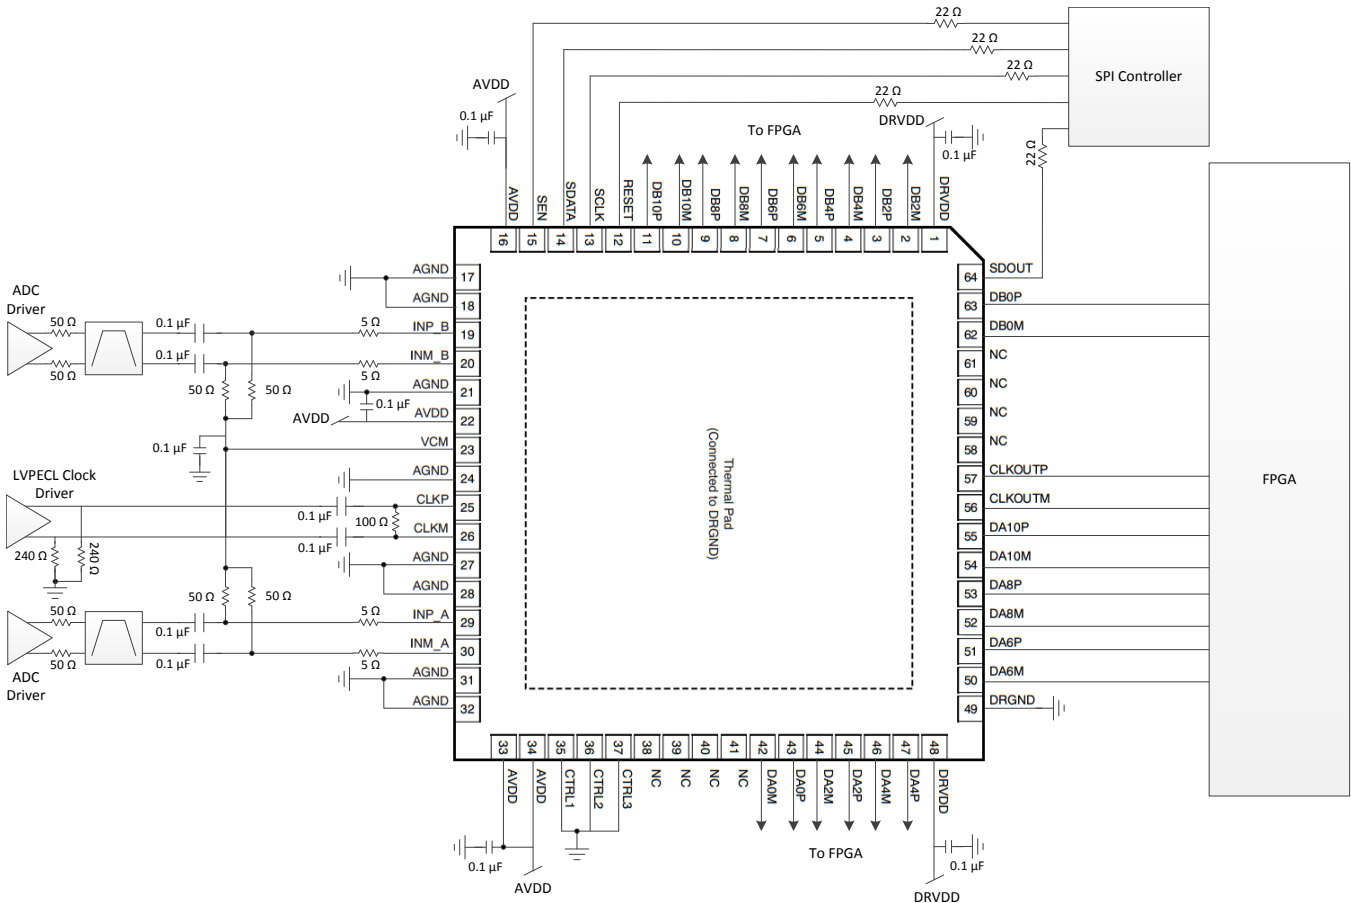 22 Ω
22 Ω
22 Ω
22 Ω
22 Ω
SPI Controller
AVDD
0.1 µF
To FPGA
DRVDD
0.1 µF
AVDD
SEN
SDATA
SCLK
RESET
DB10P
DB10M
DB8P
DB8M
DB6P
DB6M
DB4P
DB4M
DB2P
DB2M
DRVDD
16
15
14
13
12
11
10
9
8
7
6
5
4
3
2
1
ADC
Driver
50 Ω
50 Ω
0.1 µF
0.1 µF
5 Ω
5 Ω
50 Ω
50 Ω
0.1 µF
AVDD
0.1 µF
LVPECL Clock
Driver
240 Ω
240 Ω
0.1 µF
0.1 µF
100 Ω
50 Ω
50 Ω
50 Ω
50 Ω
0.1 µF
0.1 µF
5 Ω
5 Ω
ADC
Driver
AGND 17
AGND 18
INP_B 19
INM_B 20
AGND 21
AVDD 22
VCM 23
AGND 24
CLKP 25
CLKM 26
AGND 27
AGND 28
INP_A 29
INM_A 30
AGND 31
AGND 32
Thermal Pad
(Connected to DRGND)
64 SDOUT
63 DB0P
62 DB0M
61 NC
60 NC
59 NC
58 NC
57 CLKOUTP
56 CLKOUTM
55 DA10P
54 DA10M
53 DA8P
52 DA8M
51 DA6P
50 DA6M
49 DRGND
FPGA
33
34
35
36
37
38
39
40
41
42
43
44
45
46
47
48
AVDD
AVDD
CTRL1
CTRL2
CTRL3
NC
NC
NC
NC
DA0M
DA0P
DA2M
DA2P
DA4M
DA4P
DRVDD
0.1 µF
AVDD
To FPGA
0.1 µF
DRVDD